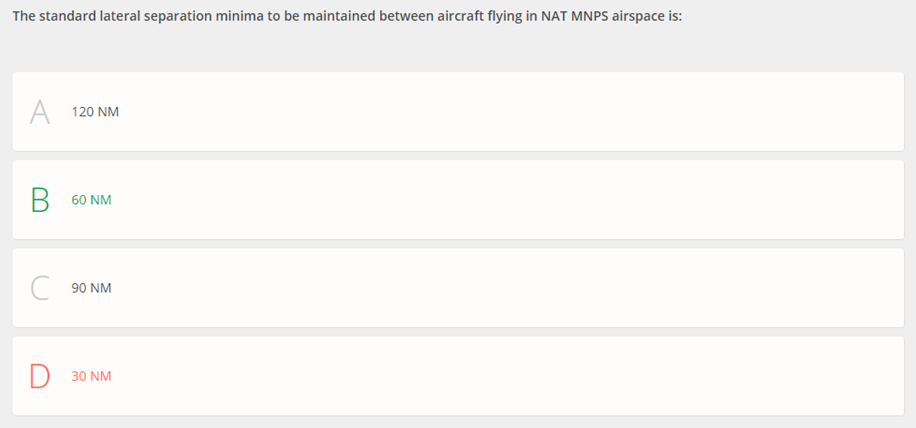 The standard lateral separation minima to be maintained between aircraft flying in NAT MNPS airspace is:
A 120 NM
B 60 NM
C 90 NM
D 30 NM